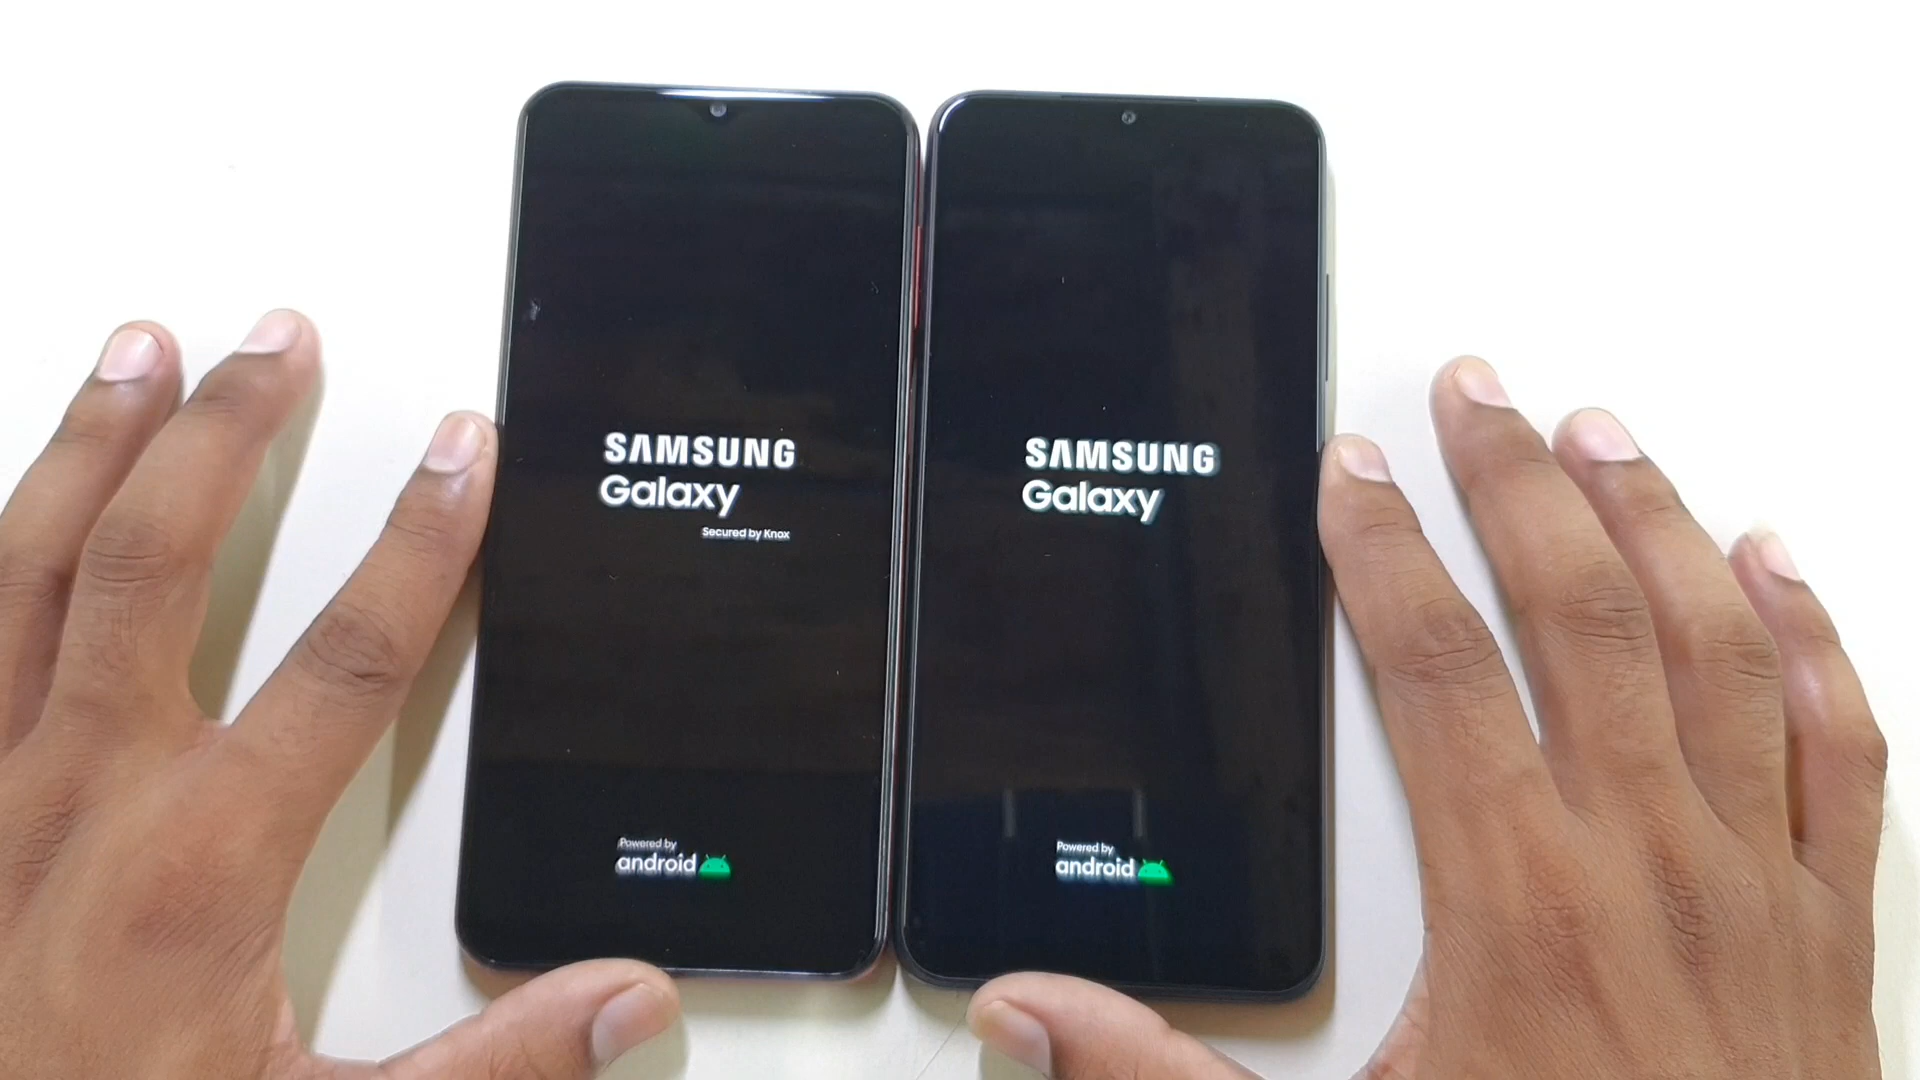 SAMSUNG
Galaxy
Secured by Knox
Powered by
android
SAMSUNG
Galaxy
Powered by
android